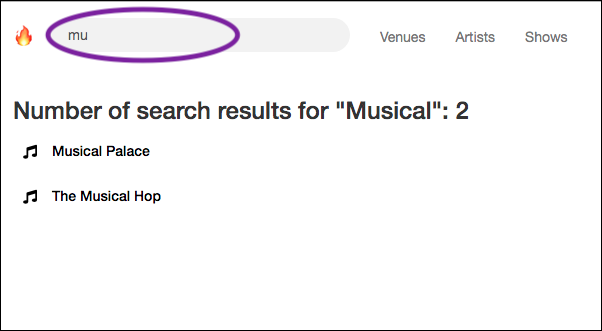 mu
Venues Artists Shows
Number of search results for "Musical": 2
Musical Palace
The Musical Hop